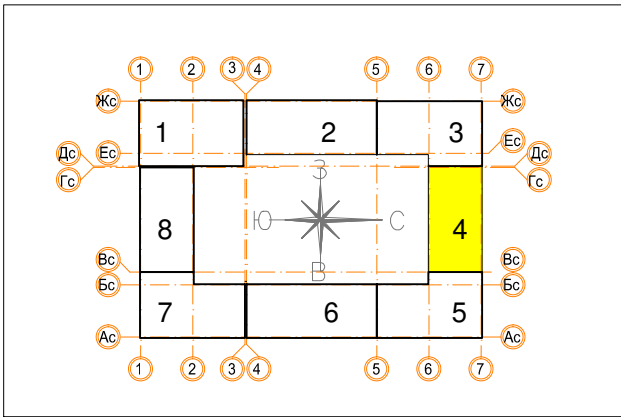 1 2 3 4 5 6 7
Жс Жс
1 2 3
Ес Ес
Дс Дс
Гс Гс
З
8 Ю С 4
В
Вс Вс
Бс Бс
7 6 5
Ас Ас
1 2 3 4 5 6 7